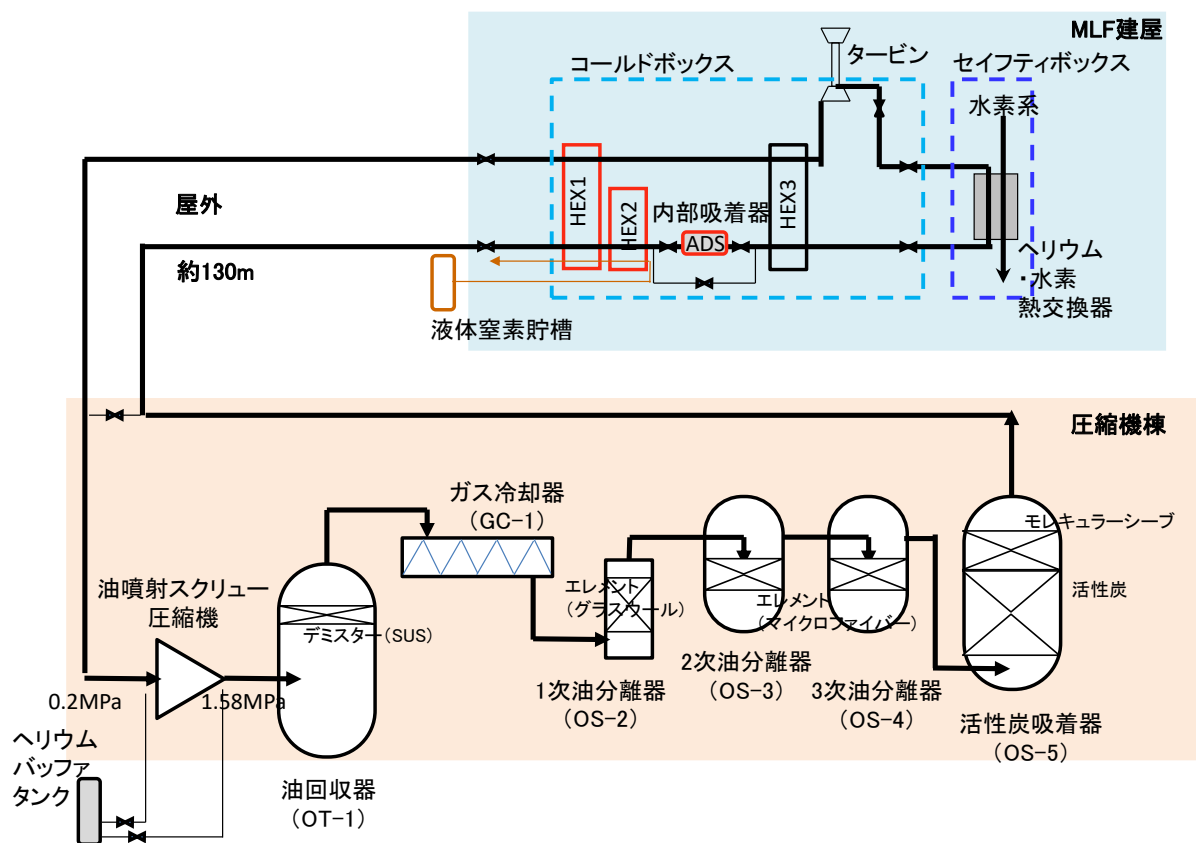 MLF建屋
タービン
コールドボックス
セイフティボックス
水素系
HEX1
HEX2
内部吸着器
ADS
HEX3
屋外
約130m
ヘリウム
・水素
熱交換器
液体窒素貯槽
圧縮機棟
ガス冷却器
(GC-1)
モレキュラーシーブ
活性炭
油噴射スクリュー
圧縮機
エレメント
(グラスウール)
エレメント
(マイクロファイバー)
デミスター(SUS)
2次油分離器
(OS-3)
1次油分離器
(OS-2)
3次油分離器
(OS-4)
活性炭吸着器
(OS-5)
0.2MPa
1.58MPa
ヘリウム
バッファ
タンク
油回収器
(OT-1)